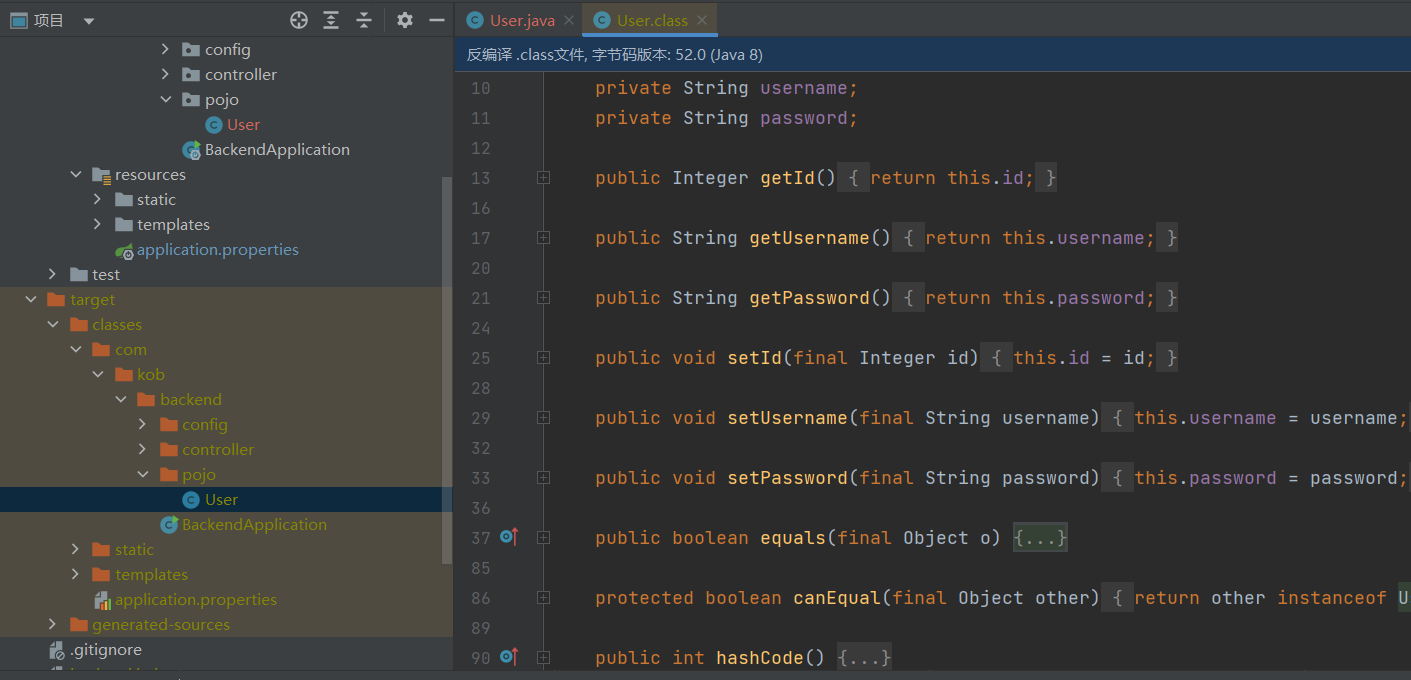 项目
User.java
User.class
反编译 .class文件, 字节码版本: 52.0 (Java 8)
config
controller
pojo
User
BackendApplication
resources
static
templates
application.properties
test
target
classes
com
kob
backend
config
controller
pojo
User
BackendApplication
static
templates
application.properties
generated-sources
.gitignore
10 private String username;
11 private String password;
12
13 public Integer getId() { return this.id; }
16
17 public String getUsername() { return this.username; }
20
21 public String getPassword() { return this.password; }
24
25 public void setId(final Integer id) { this.id = id; }
28
29 public void setUsername(final String username) { this.username = username;
32
33 public void setPassword(final String password) { this.password = password;
36
37 public boolean equals(final Object o) {...}
85
86 protected boolean canEqual(final Object other) { return other instanceof U
89
90 public int hashCode() {...}